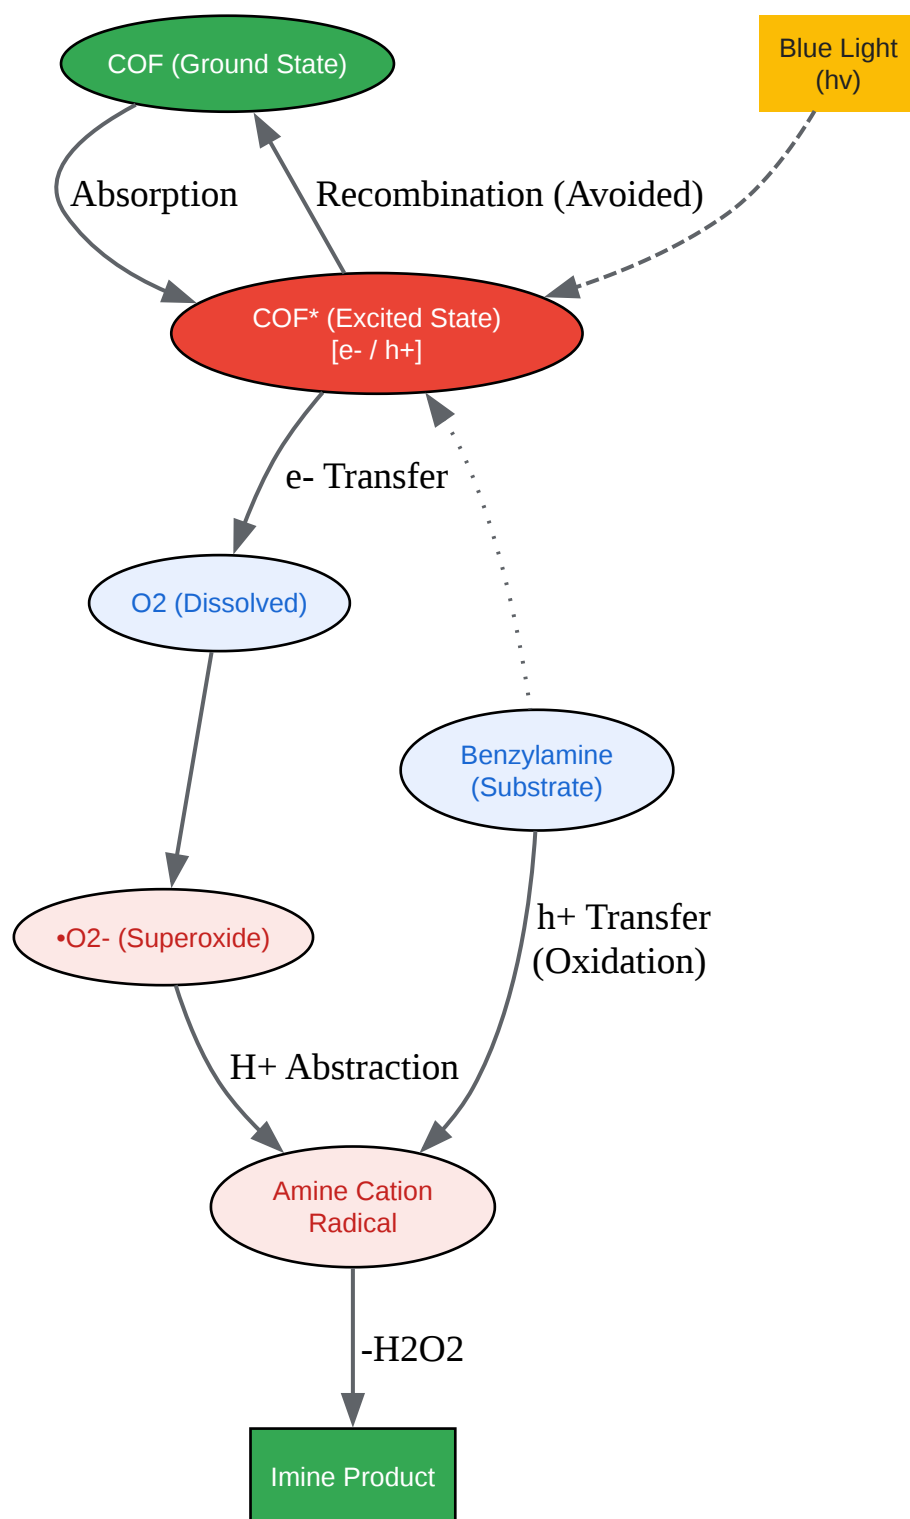 COF (Ground State)
Blue Light
(hv)
Absorption
Recombination (Avoided)
COF* (Excited State)
[e- / h+]
e- Transfer
O2 (Dissolved)
Benzylamine
(Substrate)
h+ Transfer
(Oxidation)
•O2- (Superoxide)
H+ Abstraction
Amine Cation
Radical
-H2O2
Imine Product